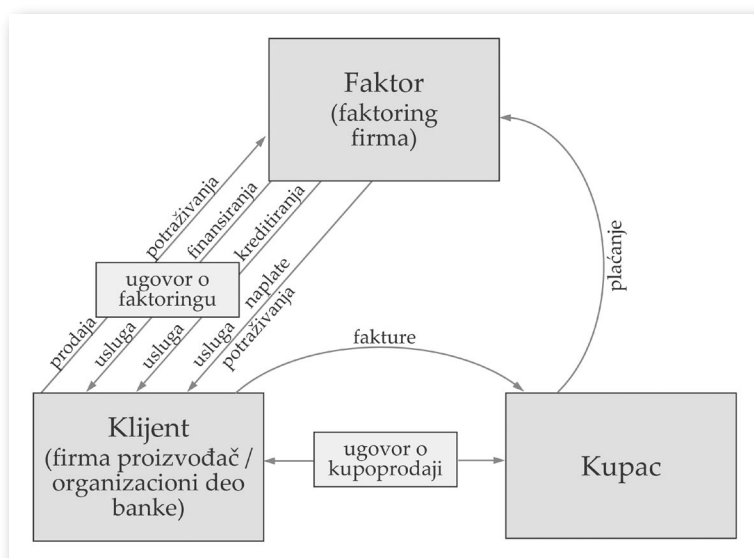 Faktor
(faktoring
firma)
prodaja potraživanja
usluga finansiranja
usluga kreditiranja
usluga naplate
potraživanja
ugovor o
faktoringu
plaćanje
fakture
Klijent
(firma proizvođač /
organizacioni deo
banke)
ugovor o
kupoprodaji
Kupac